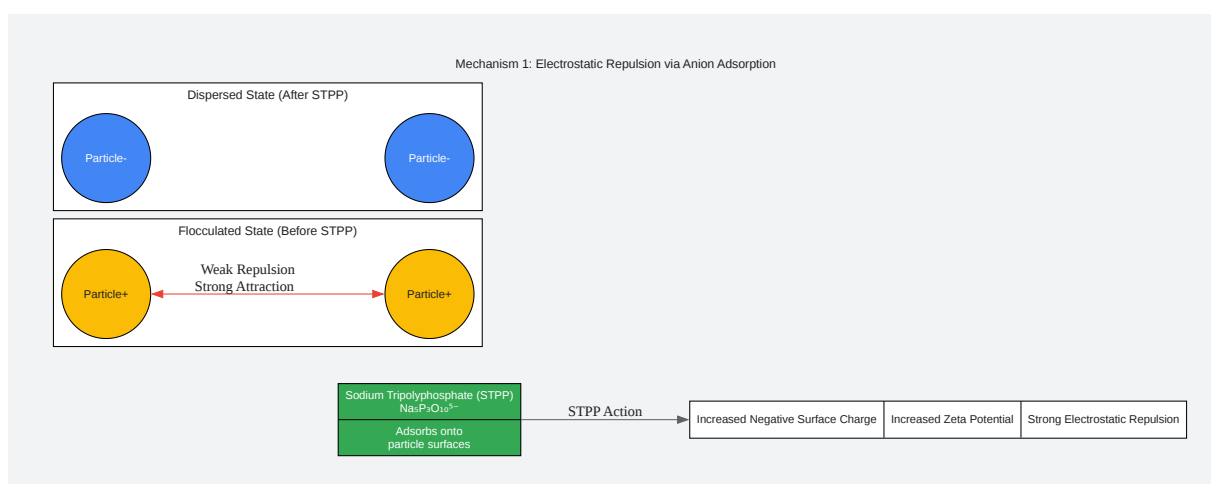 Mechanism 1: Electrostatic Repulsion via Anion Adsorption
Dispersed State (After STPP)
Particle-
Particle-
Flocculated State (Before STPP)
Particle+
Weak Repulsion
Strong Attraction
Particle+
Sodium Tripolyphosphate (STPP)
Na₅P₃O₁₀⁵⁻
Adsorbs onto
particle surfaces
STPP Action
Increased Negative Surface Charge
Increased Zeta Potential
Strong Electrostatic Repulsion